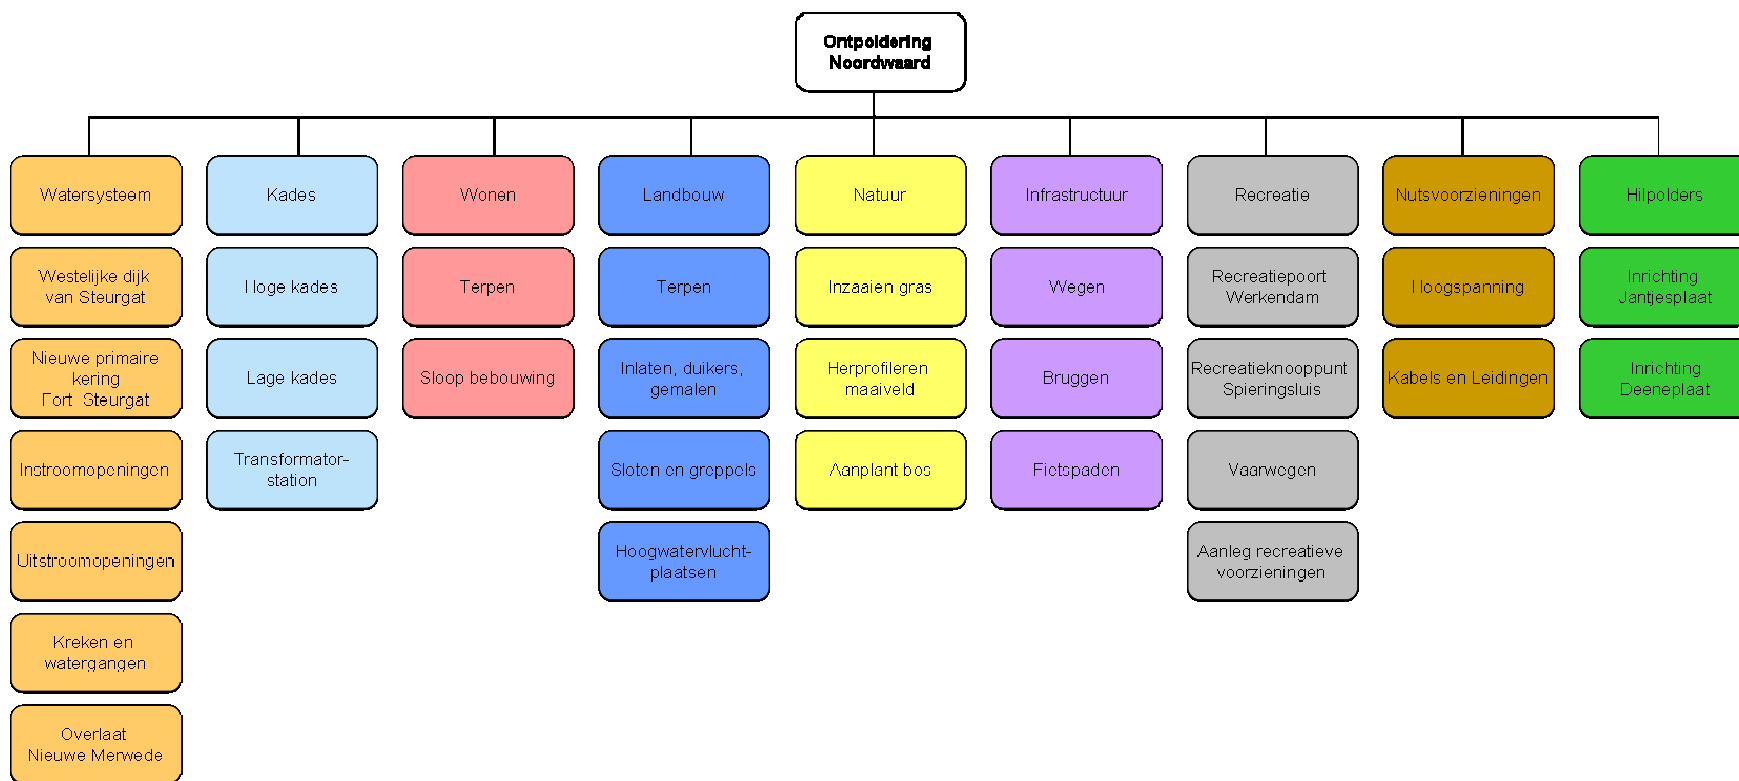 Ontpoldering
Noordwaard
Watersysteem
Westelijke dijk
van Steurgat
Nieuwe primaire
kering
Fort Steurgat
Instroomopeningen
Uitstroomopeningen
Kreken en
watergangen
Overlaat
Nieuwe Merwede
Kades
Hoge kades
Lage kades
Transformator-
station
Wonen
Terpen
Sloop bebouwing
Landbouw
Terpen
Inlaten, duikers,
gemalen
Sloten en greppels
Hoogwatervlucht-
plaatsen
Natuur
Inzaaien gras
Herprofileren
maaiveld
Aanplant bos
Infrastructuur
Wegen
Bruggen
Fietspaden
Recreatie
Recreatiepoort
Werkendam
Recreatieknooppunt
Spieringsluis
Vaarwegen
Aanleg recreatieve
voorzieningen
Nutsvoorzieningen
Hoogspanning
Kabels en Leidingen
Hilpolders
Inrichting
Jantjesplaat
Inrichting
Deeneplaat